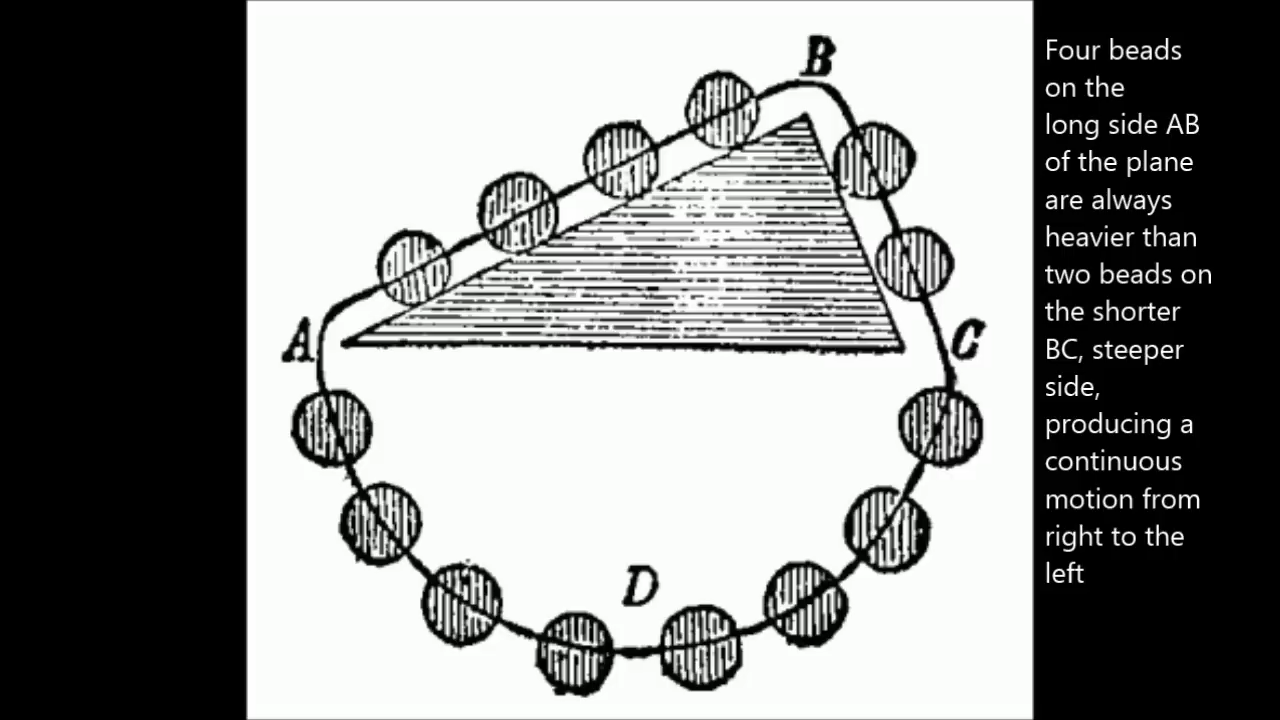 B
A
C
D
Four beads
on the
long side AB
of the plane
are always
heavier than
two beads on
the shorter
BC, steeper
side,
producing a
continuous
motion from
right to the
left